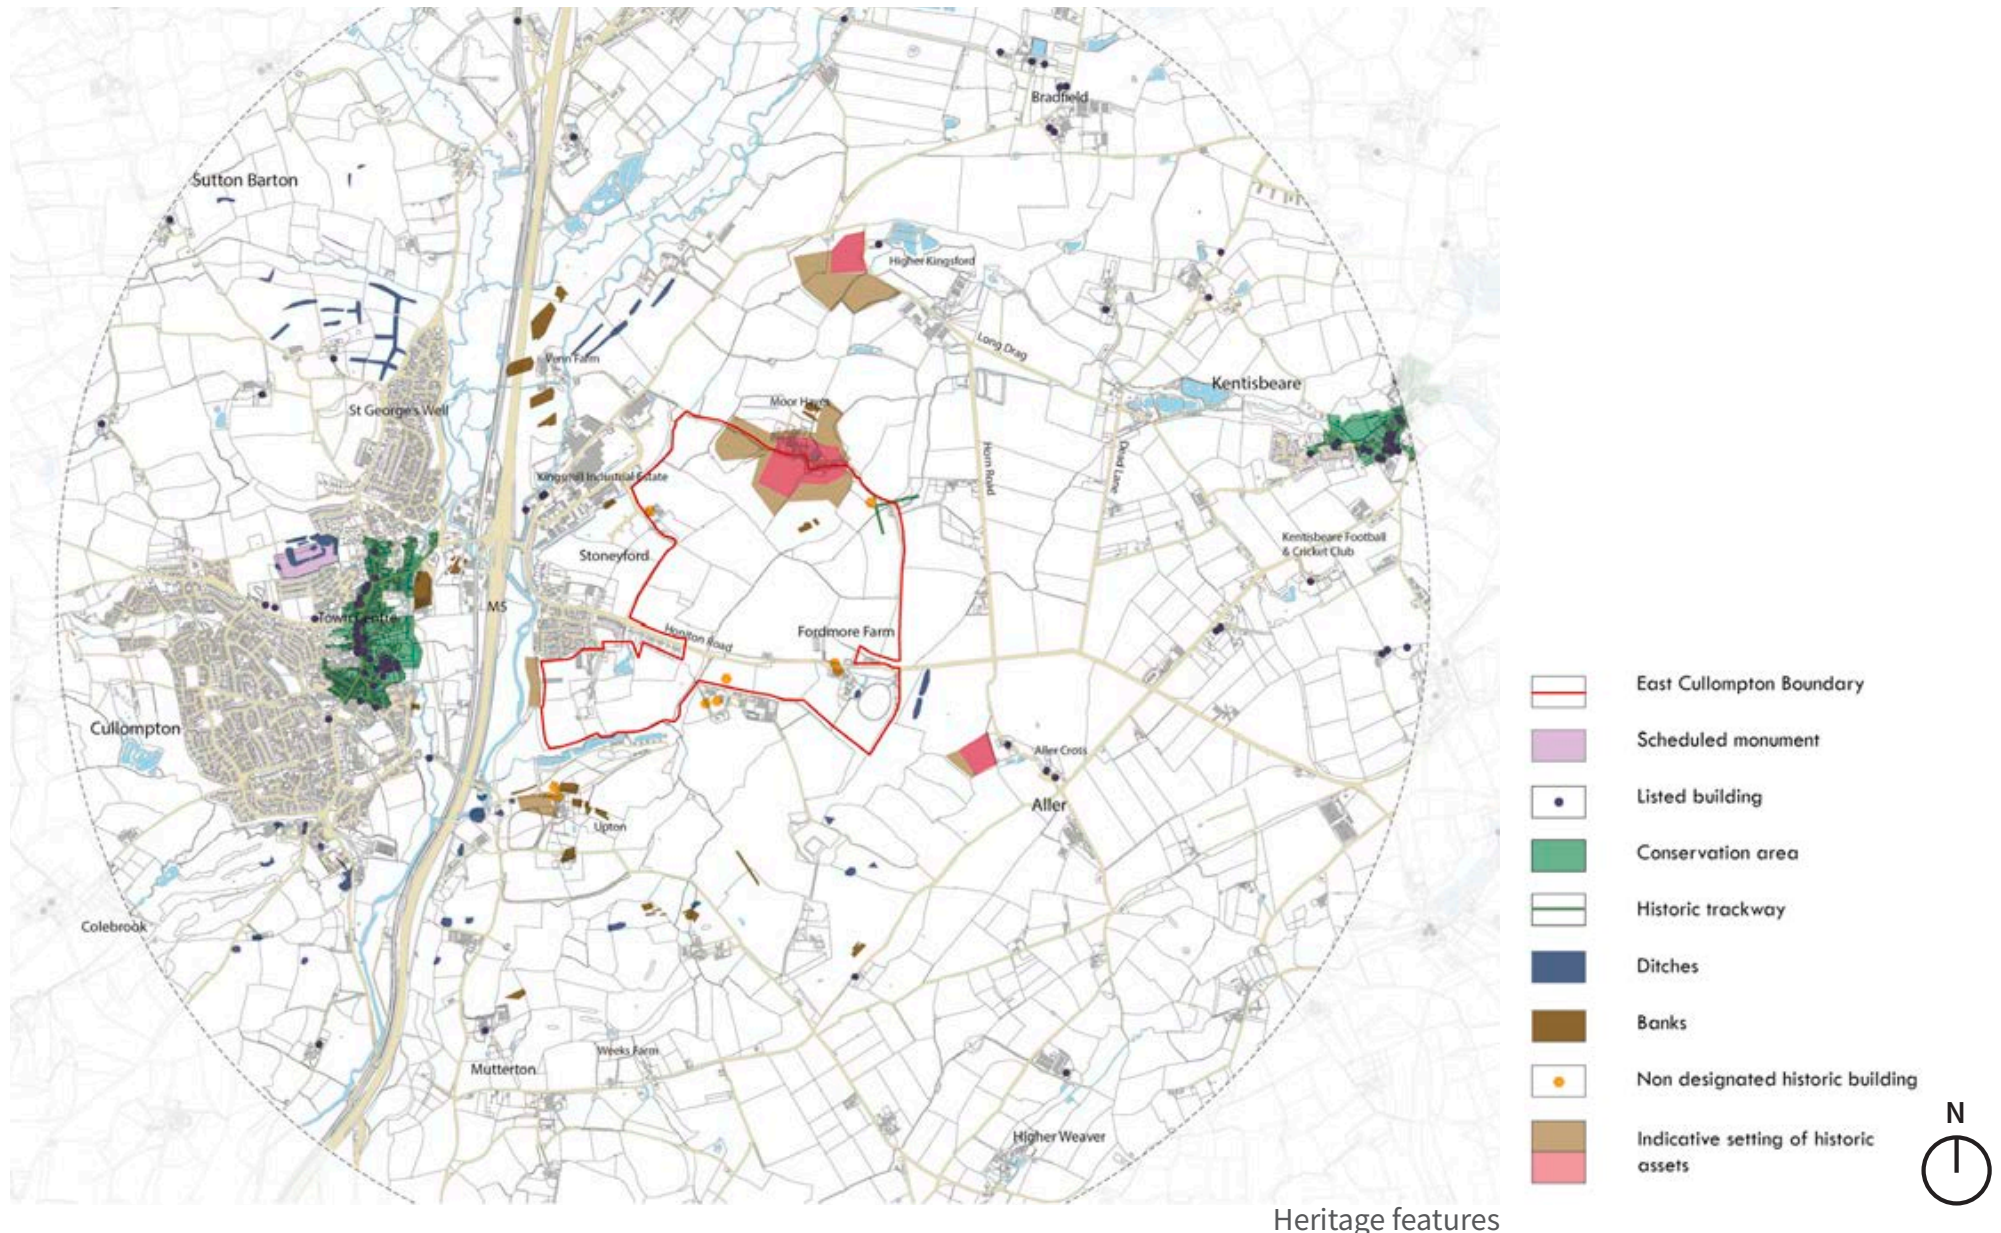 Bradfield
Sutton Barton
Higher Kingsford
Long Drag
Venn Farm
Kentisbeare
Moor Hayes
St George's Well
Horn Road
Dead Lane
Kingsmill Industrial Estate
Kentisbeare Football
& Cricket Club
Stoneyford
M5
Town Centre
Honiton Road
Fordmore Farm
Cullompton
Aller Cross
Aller
Upton
Colebrook
Weeks Farm
Mutterton
Higher Weaver
East Cullompton Boundary
Scheduled monument
Listed building
Conservation area
Historic trackway
Ditches
Banks
Non designated historic building
Indicative setting of historic
assets
N
Heritage features